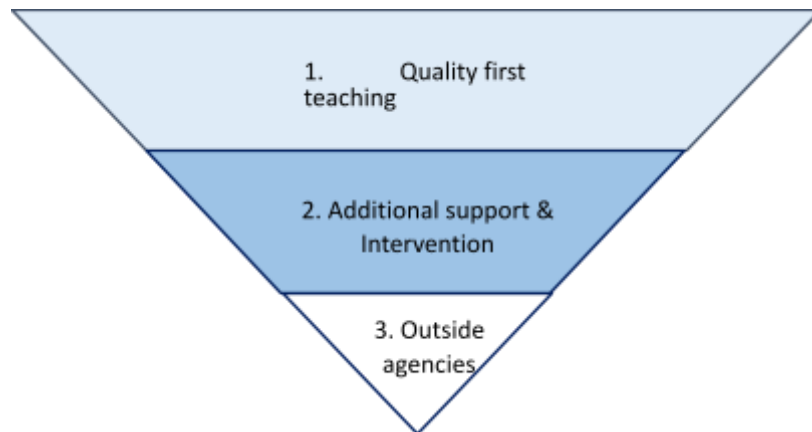 1. Quality first
teaching
2. Additional support &
Intervention
3. Outside
agencies